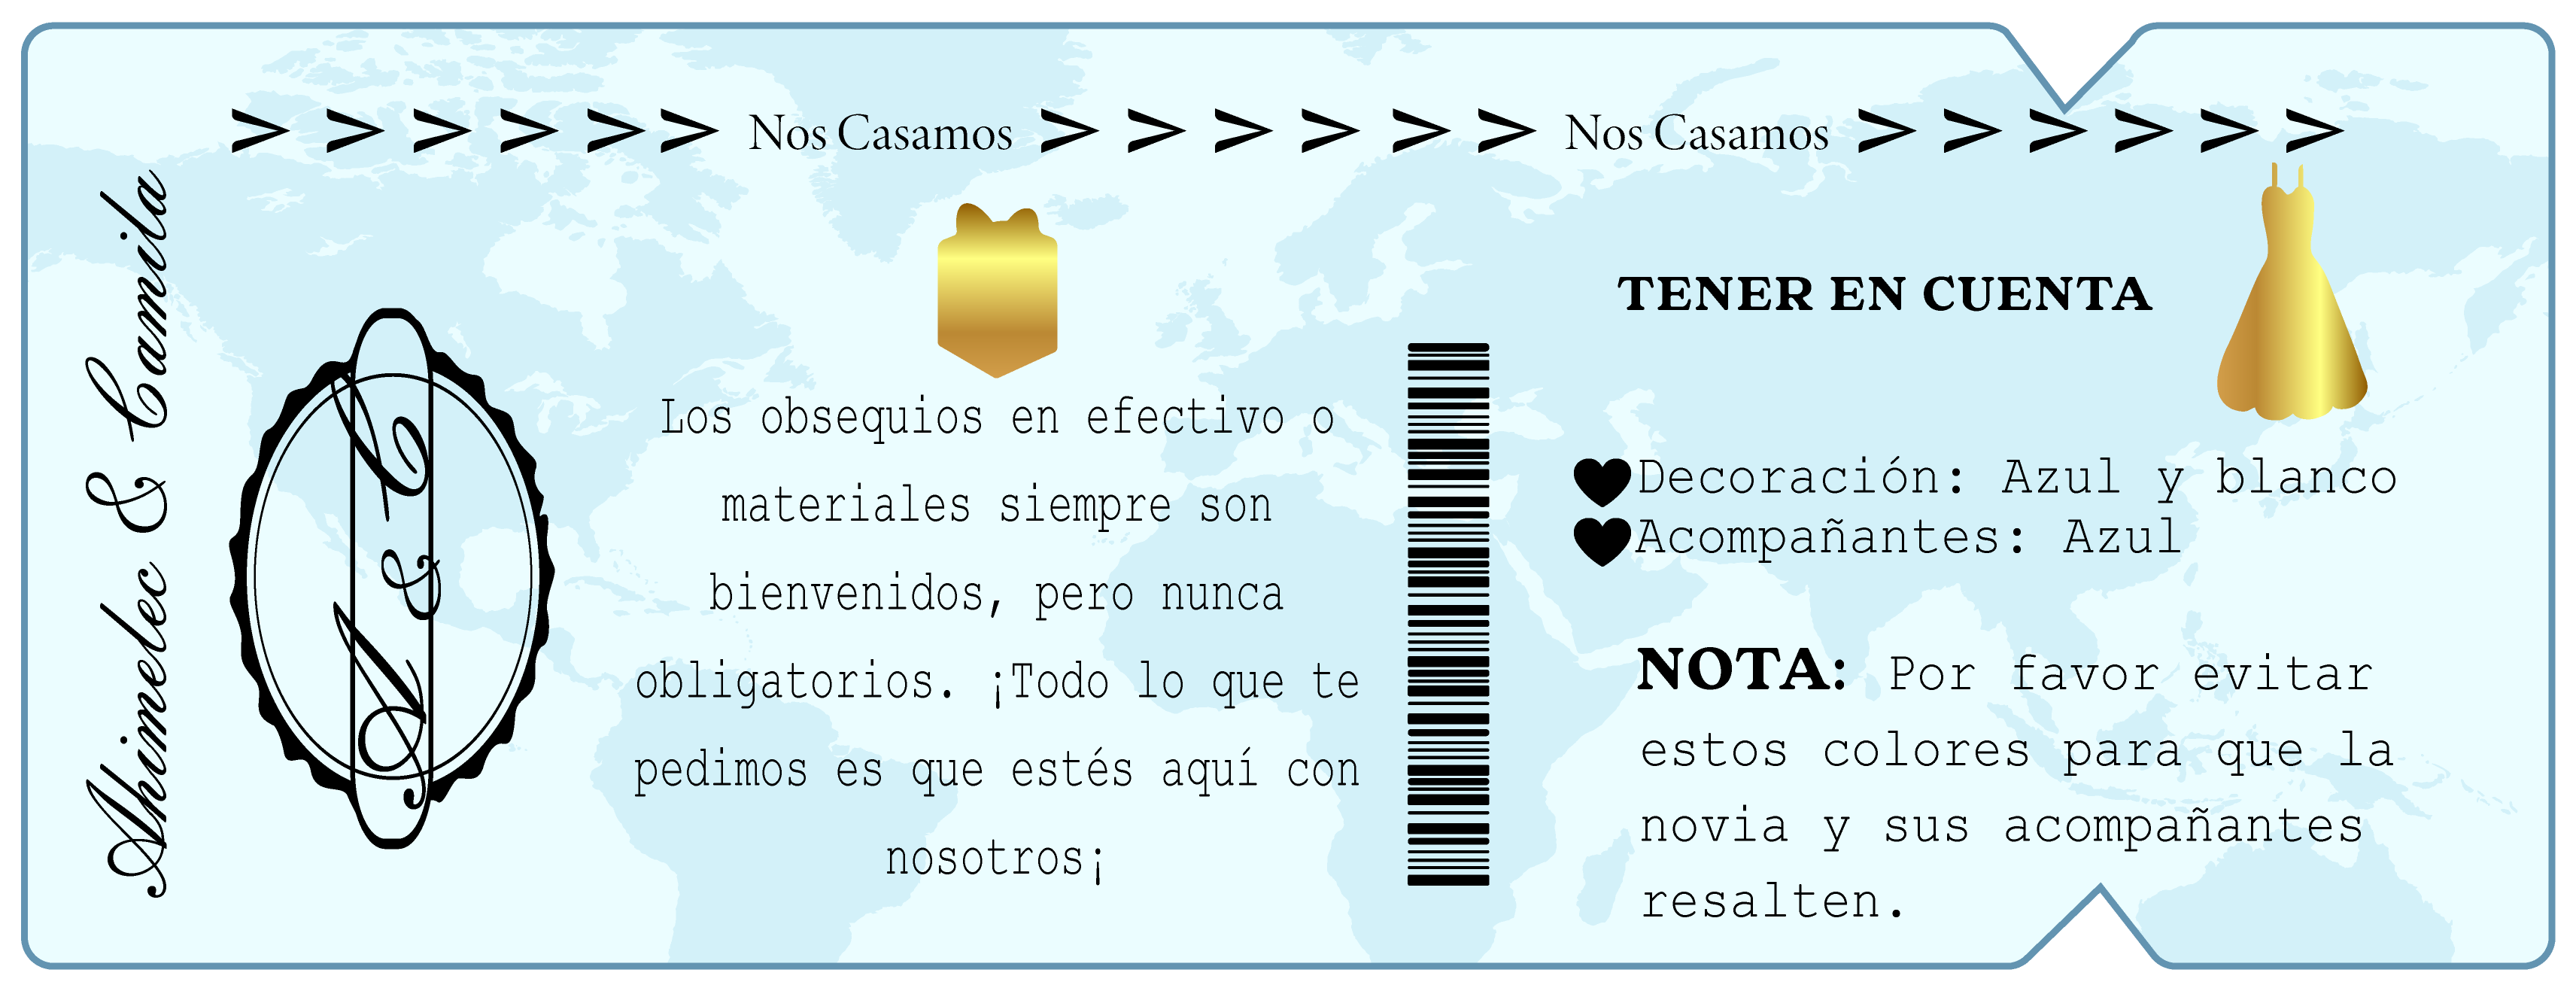 > > > > > > Nos Casamos > > > > > > Nos Casamos > > > > > >
Ahimelec & Camila
A & C
Los obsequios en efectivo o
materiales siempre son
bienvenidos, pero nunca
obligatorios. ¡Todo lo que te
pedimos es que estés aquí con
nosotros¡
TENER EN CUENTA
Decoración: Azul y blanco
Acompañantes: Azul
NOTA: Por favor evitar
estos colores para que la
novia y sus acompañantes
resalten.